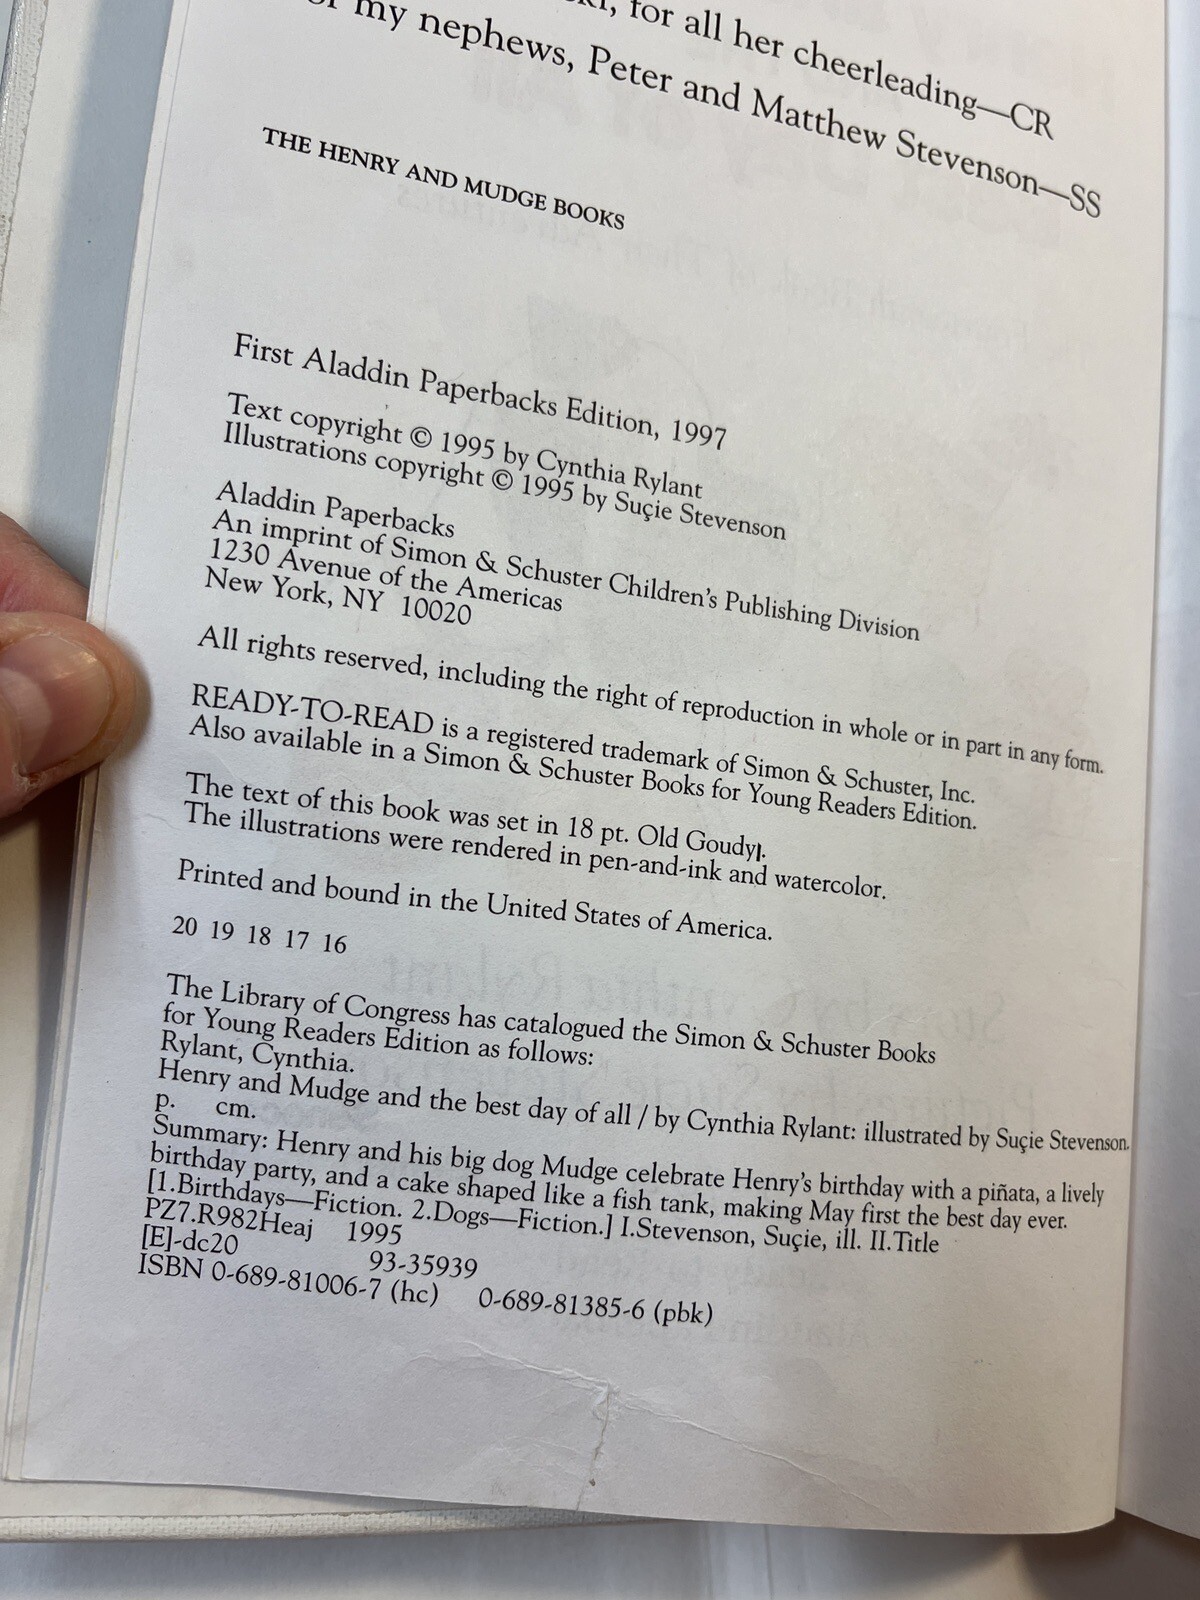 for all her cheerleading—CR
my nephews, Peter and Matthew Stevenson—SS
THE HENRY AND MUDGE BOOKS
First Aladdin Paperbacks Edition, 1997
Text copyright © 1995 by Cynthia Rylant
Illustrations copyright © 1995 by Suçie Stevenson
Aladdin Paperbacks
An imprint of Simon & Schuster Children's Publishing Division
1230 Avenue of the Americas
New York, NY 10020
All rights reserved, including the right of reproduction in whole or in part in any form.
READY-TO-READ is a registered trademark of Simon & Schuster, Inc.
Also available in a Simon & Schuster Books for Young Readers Edition.
The text of this book was set in 18 pt. Old Goudy.
The illustrations were rendered in pen-and-ink and watercolor.
Printed and bound in the United States of America.
20 19 18 17 16
The Library of Congress has catalogued the Simon & Schuster Books
for Young Readers Edition as follows:
Rylant, Cynthia.
Henry and Mudge and the best day of all / by Cynthia Rylant: illustrated by Suçie Stevenson.
p. cm.
Summary: Henry and his big dog Mudge celebrate Henry's birthday with a piñata, a lively
birthday party, and a cake shaped like a fish tank, making May first the best day ever.
[1.Birthdays—Fiction. 2.Dogs—Fiction.] I.Stevenson, Suçie, ill. II.Title
PZ7.R982Heaj 1995
[E]-dc20 93-35939
ISBN 0-689-81006-7 (hc) 0-689-81385-6 (pbk)